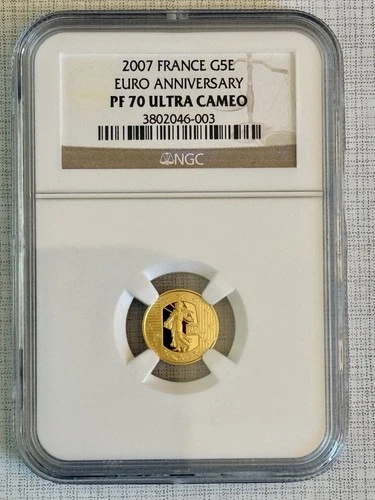 2007 FRANCE G5E
EURO ANNIVERSARY
PF 70 ULTRA CAMEO
3802046-003
NGC